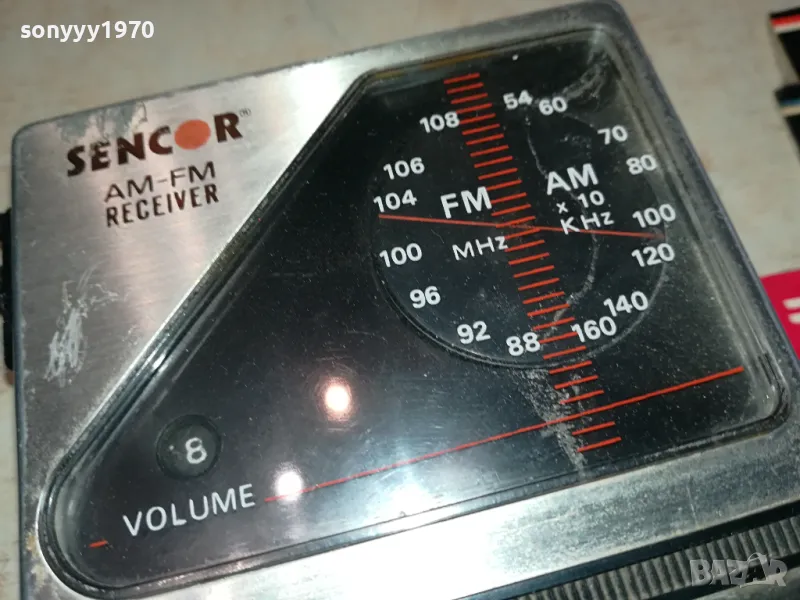 sonyyy1970
SENCOR
AM-FM
RECEIVER
108 54 60
106 70
104 FM AM 80
x 10
100 MHz KHz 100
120
96 140
92 88 160
8
VOLUME
BAZAR